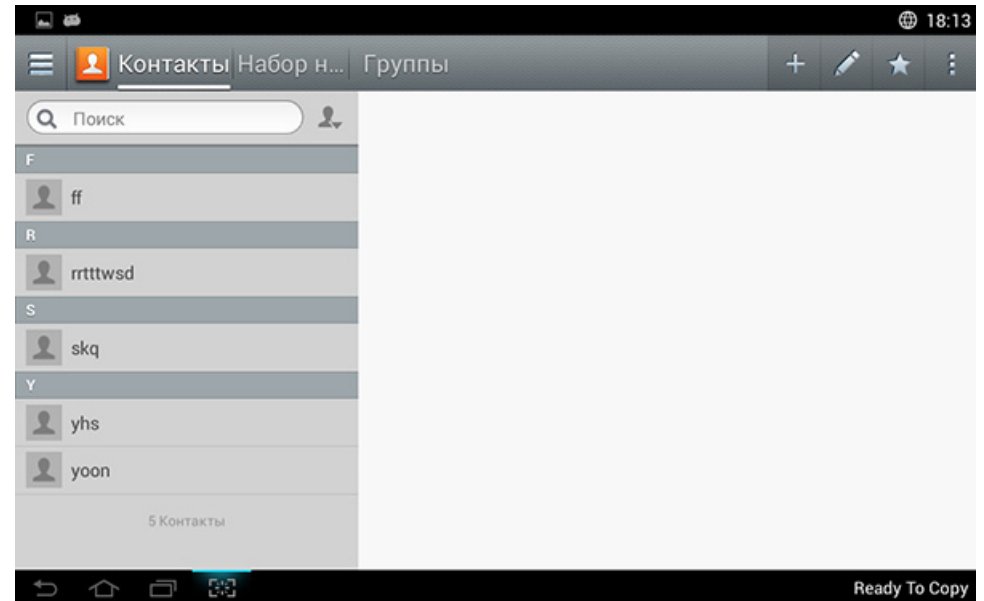 18:13
Контакты Набор н... Группы
Поиск
F
ff
R
rrtttwsd
S
skq
Y
yhs
yoon
5 Контакты
Ready To Copy